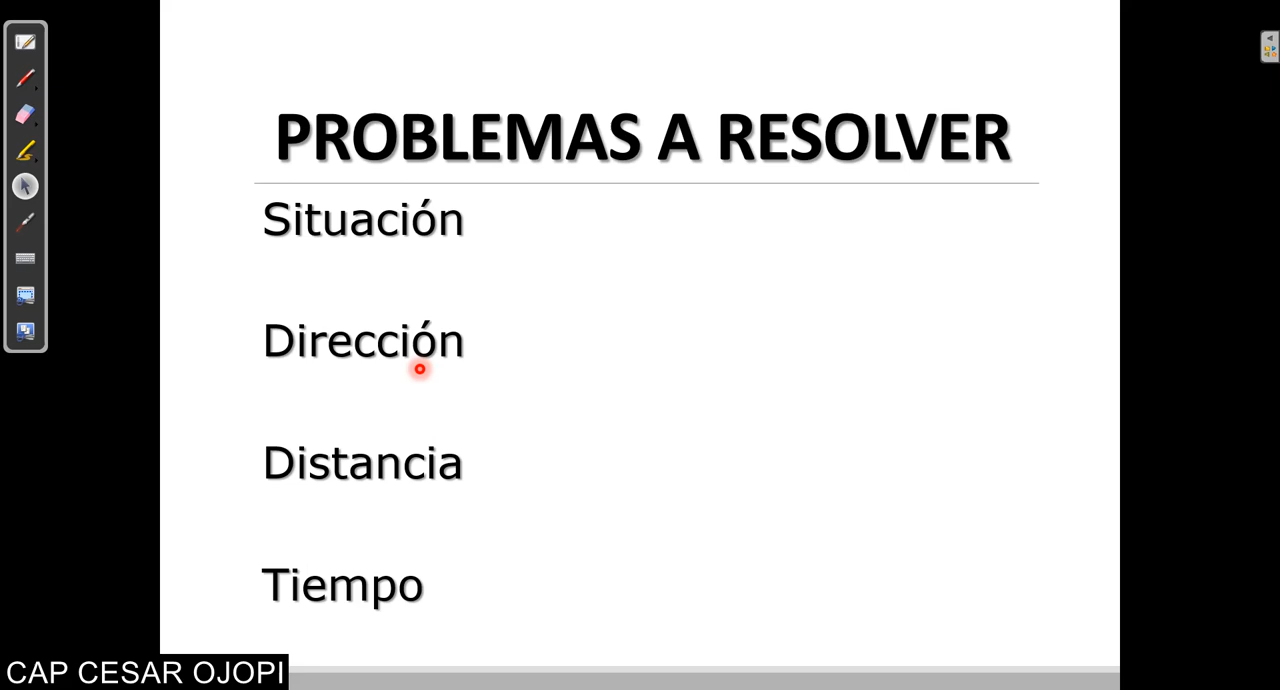 PROBLEMAS A RESOLVER
Situación
Dirección
Distancia
Tiempo
CAP CESAR OJOPI